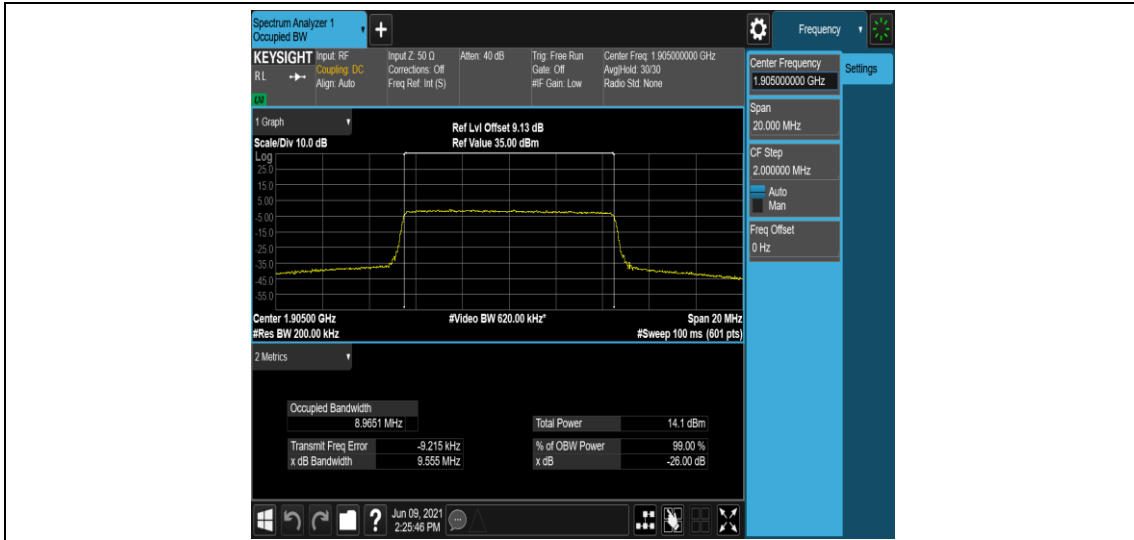 Spectrum Analyzer 1
Occupied BW
Frequency
KEYSIGHT
RL
LXI
Input: RF
Coupling: DC
Align: Auto
Input Z: 50 Ω
Corrections: Off
Freq Ref: Int (S)
Atten: 40 dB
Trig: Free Run
Gate: Off
#IF Gain: Low
Center Freq: 1.905000000 GHz
Avg|Hold: 30/30
Radio Std: None
Center Frequency
1.905000000 GHz
Settings
Span
20.000 MHz
CF Step
2.000000 MHz
Auto
Man
Freq Offset
0 Hz
1 Graph
Ref Lvl Offset 9.13 dB
Scale/Div 10.0 dB
Ref Value 35.00 dBm
Log
25.0
15.0
5.00
-5.00
-15.0
-25.0
-35.0
-45.0
-55.0
Center 1.90500 GHz
#Video BW 620.00 kHz*
Span 20 MHz
#Res BW 200.00 kHz
#Sweep 100 ms (601 pts)
2 Metrics
Occupied Bandwidth
8.9651 MHz
Total Power 14.1 dBm
Transmit Freq Error -9.215 kHz
% of OBW Power 99.00 %
x dB Bandwidth 9.555 MHz
x dB -26.00 dB
?
Jun 09, 2021
2:25:46 PM